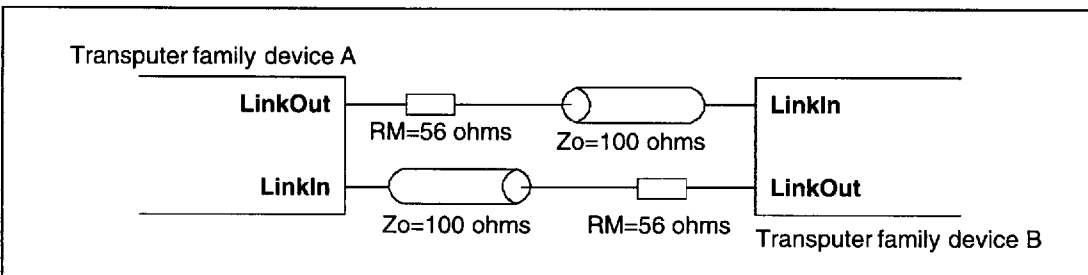 Transputer family device A
LinkOut
LinkIn
RM=56 ohms
Zo=100 ohms
LinkIn
LinkOut
Zo=100 ohms
RM=56 ohms
Transputer family device B